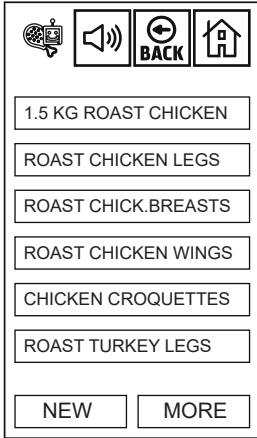 BACK
1.5 KG ROAST CHICKEN
ROAST CHICKEN LEGS
ROAST CHICK.BREASTS
ROAST CHICKEN WINGS
CHICKEN CROQUETTES
ROAST TURKEY LEGS
NEW MORE